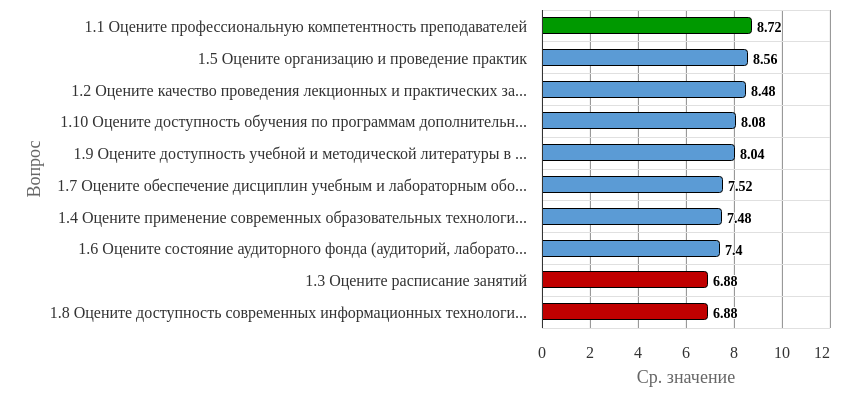 1.1 Оцените профессиональную компетентность преподавателей 8.72
1.5 Оцените организацию и проведение практик 8.56
1.2 Оцените качество проведения лекционных и практических за... 8.48
1.10 Оцените доступность обучения по программам дополнительн... 8.08
1.9 Оцените доступность учебной и методической литературы в ... 8.04
1.7 Оцените обеспечение дисциплин учебным и лабораторным обо... 7.52
1.4 Оцените применение современных образовательных технологи... 7.48
1.6 Оцените состояние аудиторного фонда (аудиторий, лаборато... 7.4
1.3 Оцените расписание занятий 6.88
1.8 Оцените доступность современных информационных технологи... 6.88
Вопрос
0 2 4 6 8 10 12
Ср. значение